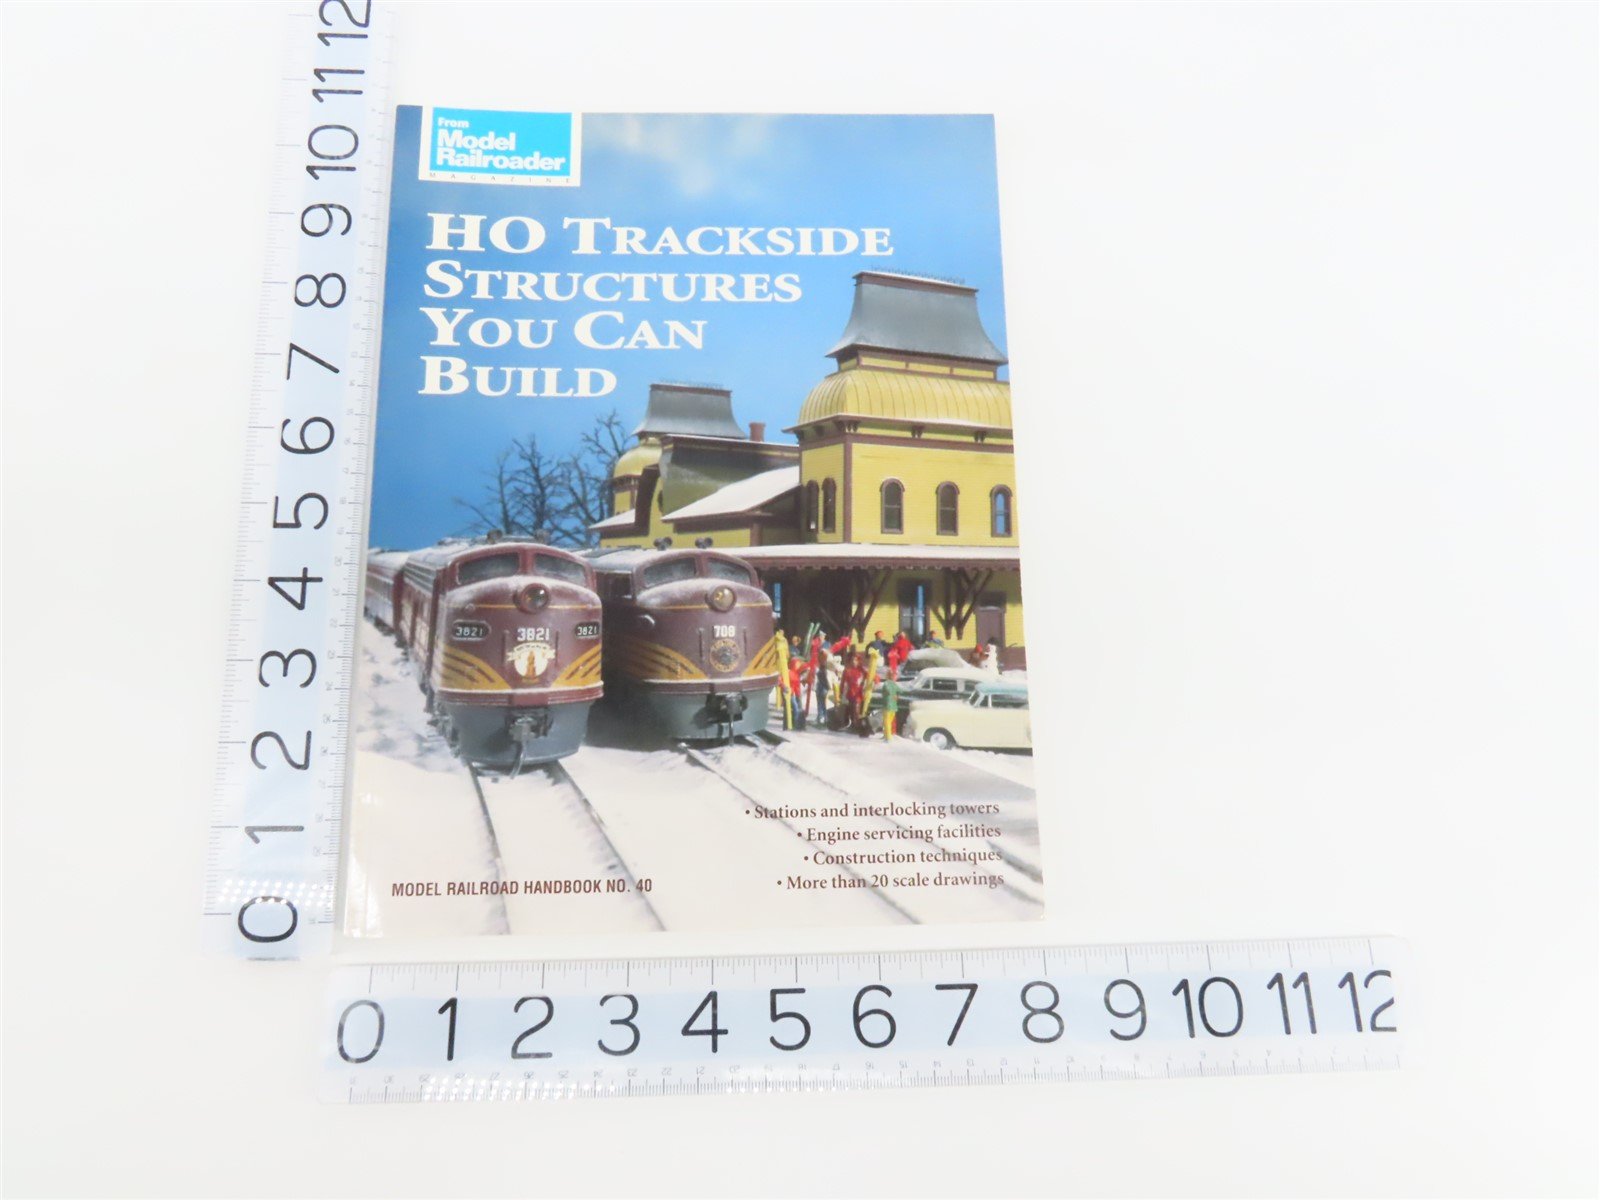 From
Model
Railroader
MAGAZINE
HO TRACKSIDE
STRUCTURES
YOU CAN
BUILD
3821
3821
3821
708
• Stations and interlocking towers
• Engine servicing facilities
• Construction techniques
• More than 20 scale drawings
MODEL RAILROAD HANDBOOK NO. 40
12
11
10
9
8
7
6
5
4
3
2
1
0
0 1 2 3 4 5 6 7 8 9 10 11 12